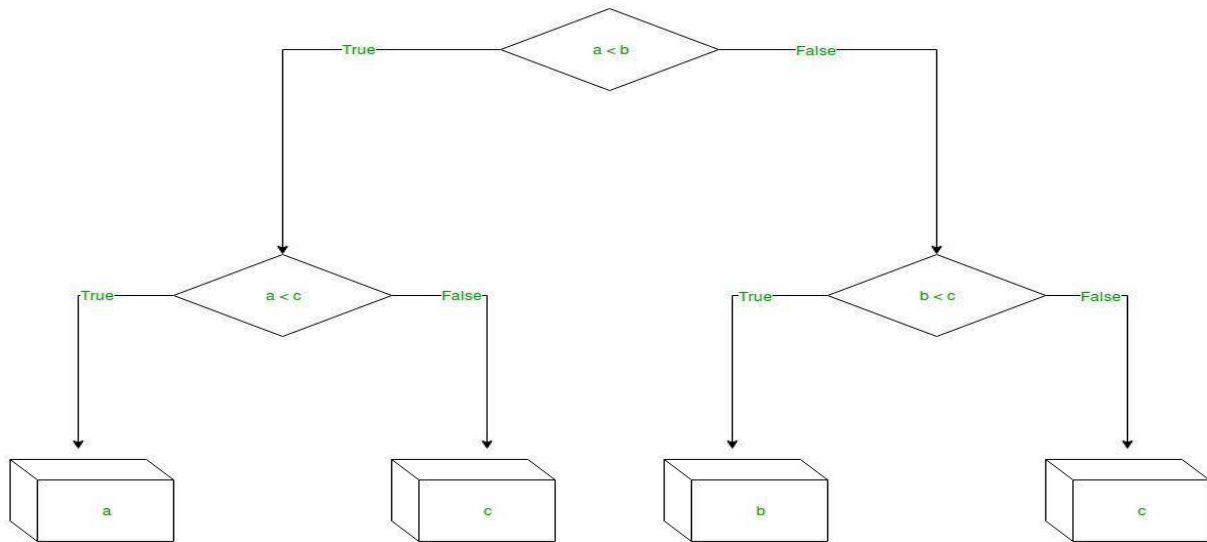 a < b
True
False
a < c
b < c
True
False
True
False
a
c
b
c